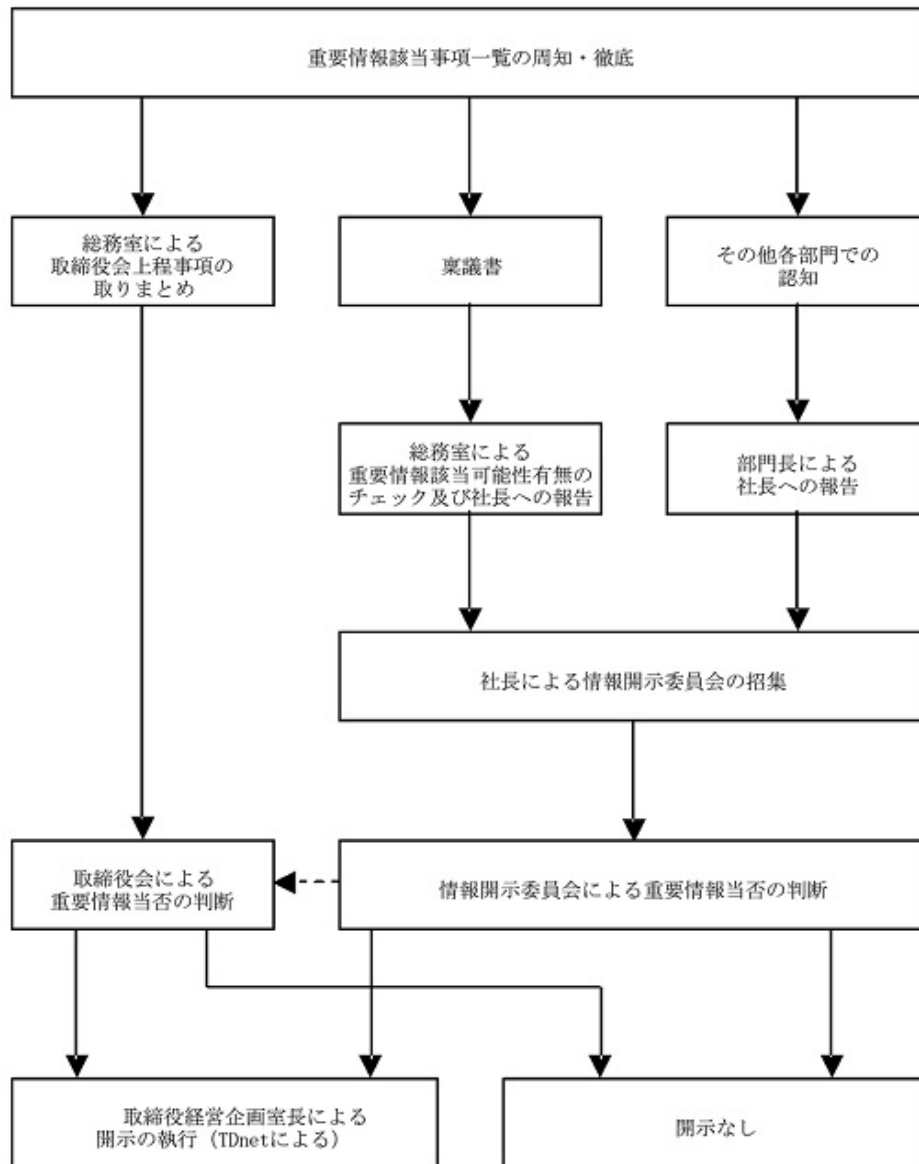 重要情報該当事項一覧の周知・徹底
総務室による
取締役会上程事項の
取りまとめ
稟議書
その他各部門での
認知
総務室による
重要情報該当可能性有無の
チェック及び社長への報告
部門長による
社長への報告
社長による情報開示委員会の招集
取締役会による
重要情報当否の判断
情報開示委員会による重要情報当否の判断
取締役経営企画室長による
開示の執行（TDnetによる）
開示なし